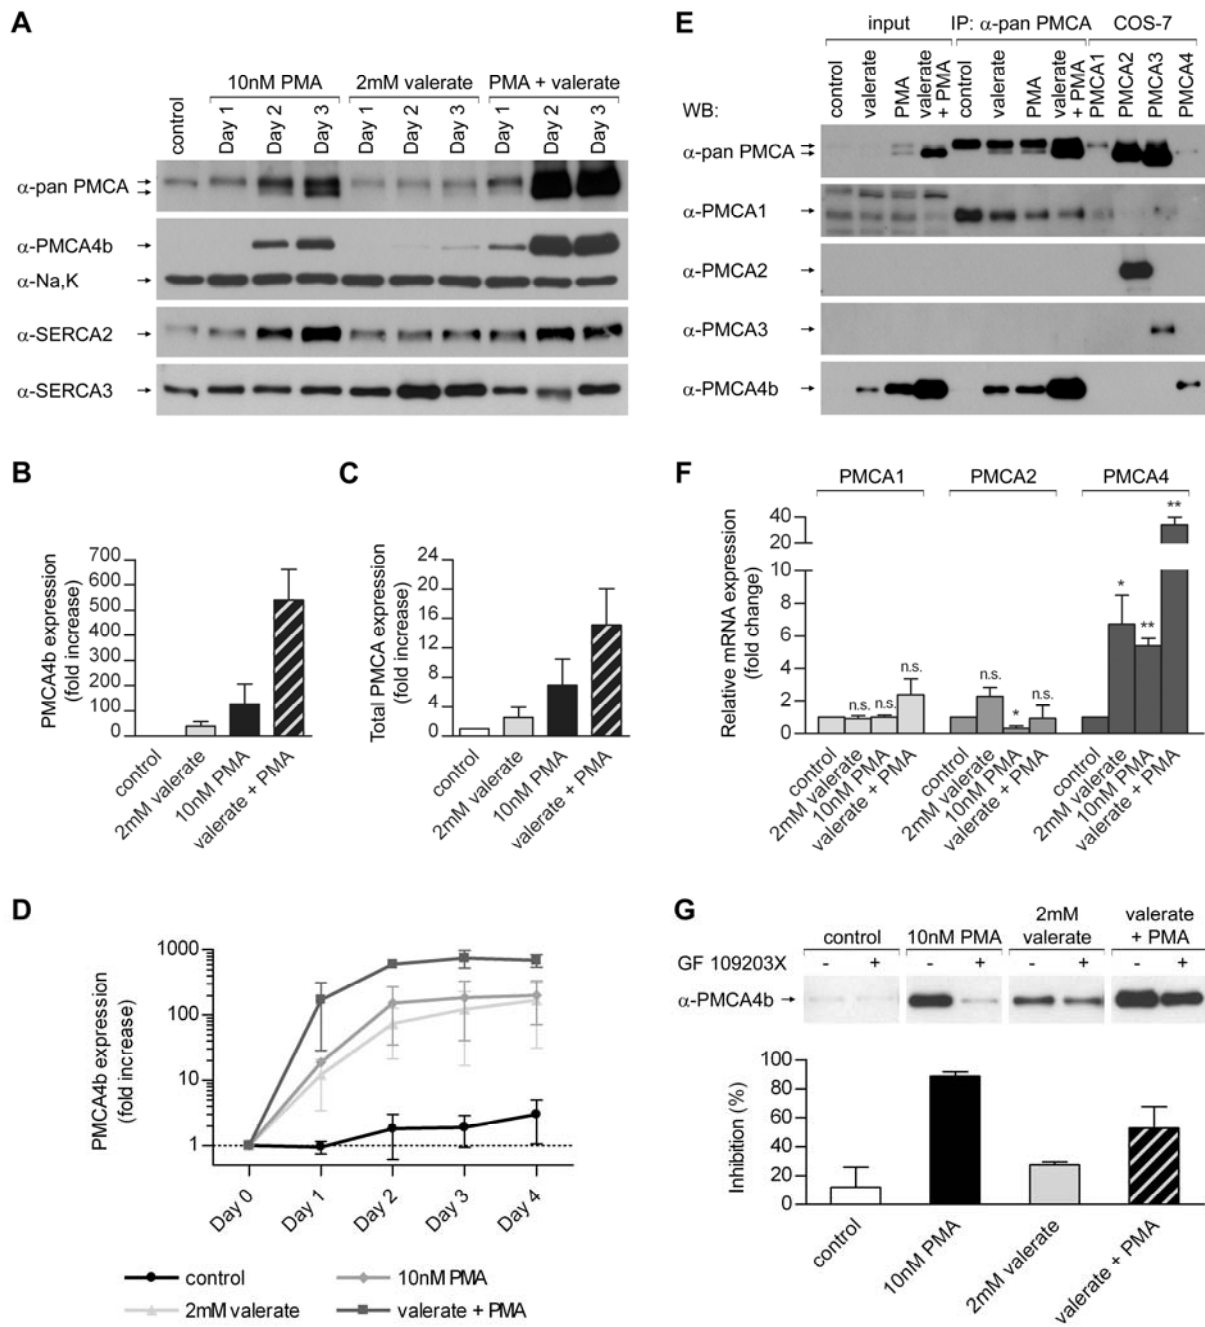 A
10nM PMA 2mM valerate PMA + valerate
control Day 1 Day 2 Day 3 Day 1 Day 2 Day 3 Day 1 Day 2 Day 3
α-pan PMCA
α-PMCA4b
α-Na,K
α-SERCA2
α-SERCA3
B
PMCA4b expression
(fold increase)
700
600
500
400
300
200
100
0
control 2mM valerate 10nM PMA valerate + PMA
C
Total PMCA expression
(fold increase)
24
20
16
12
8
4
0
control 2mM valerate 10nM PMA valerate + PMA
D
PMCA4b expression
(fold increase)
1000
100
10
1
Day 0 Day 1 Day 2 Day 3 Day 4
control 10nM PMA
2mM valerate valerate + PMA
E
input IP: α-pan PMCA COS-7
WB: control valerate PMA valerate + PMA control valerate PMA valerate + PMA PMCA1 PMCA2 PMCA3 PMCA4
α-pan PMCA
α-PMCA1
α-PMCA2
α-PMCA3
α-PMCA4b
F
PMCA1 PMCA2 PMCA4
Relative mRNA expression
(fold change)
40
20
10
8
6
4
2
0
n.s. n.s. n.s. n.s. * n.s. * ** **
control 2mM valerate 10nM PMA valerate + PMA control 2mM valerate 10nM PMA valerate + PMA control 2mM valerate 10nM PMA valerate + PMA
G
control 10nM PMA 2mM valerate valerate + PMA
GF 109203X - + - + - + - +
α-PMCA4b
Inhibition (%)
100
80
60
40
20
0
control 10nM PMA 2mM valerate valerate + PMA